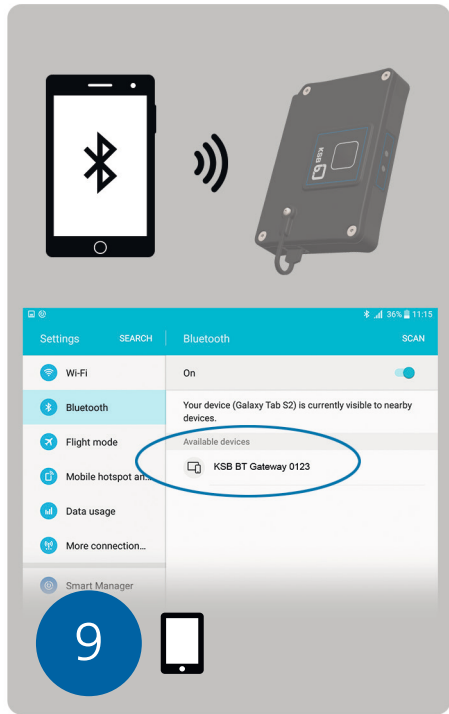 KSB
36% 11:15
Settings SEARCH Bluetooth SCAN
Wi-Fi
Bluetooth
Flight mode
Mobile hotspot an...
Data usage
More connection...
Smart Manager
On
Your device (Galaxy Tab S2) is currently visible to nearby
devices.
Available devices
KSB BT Gateway 0123
9